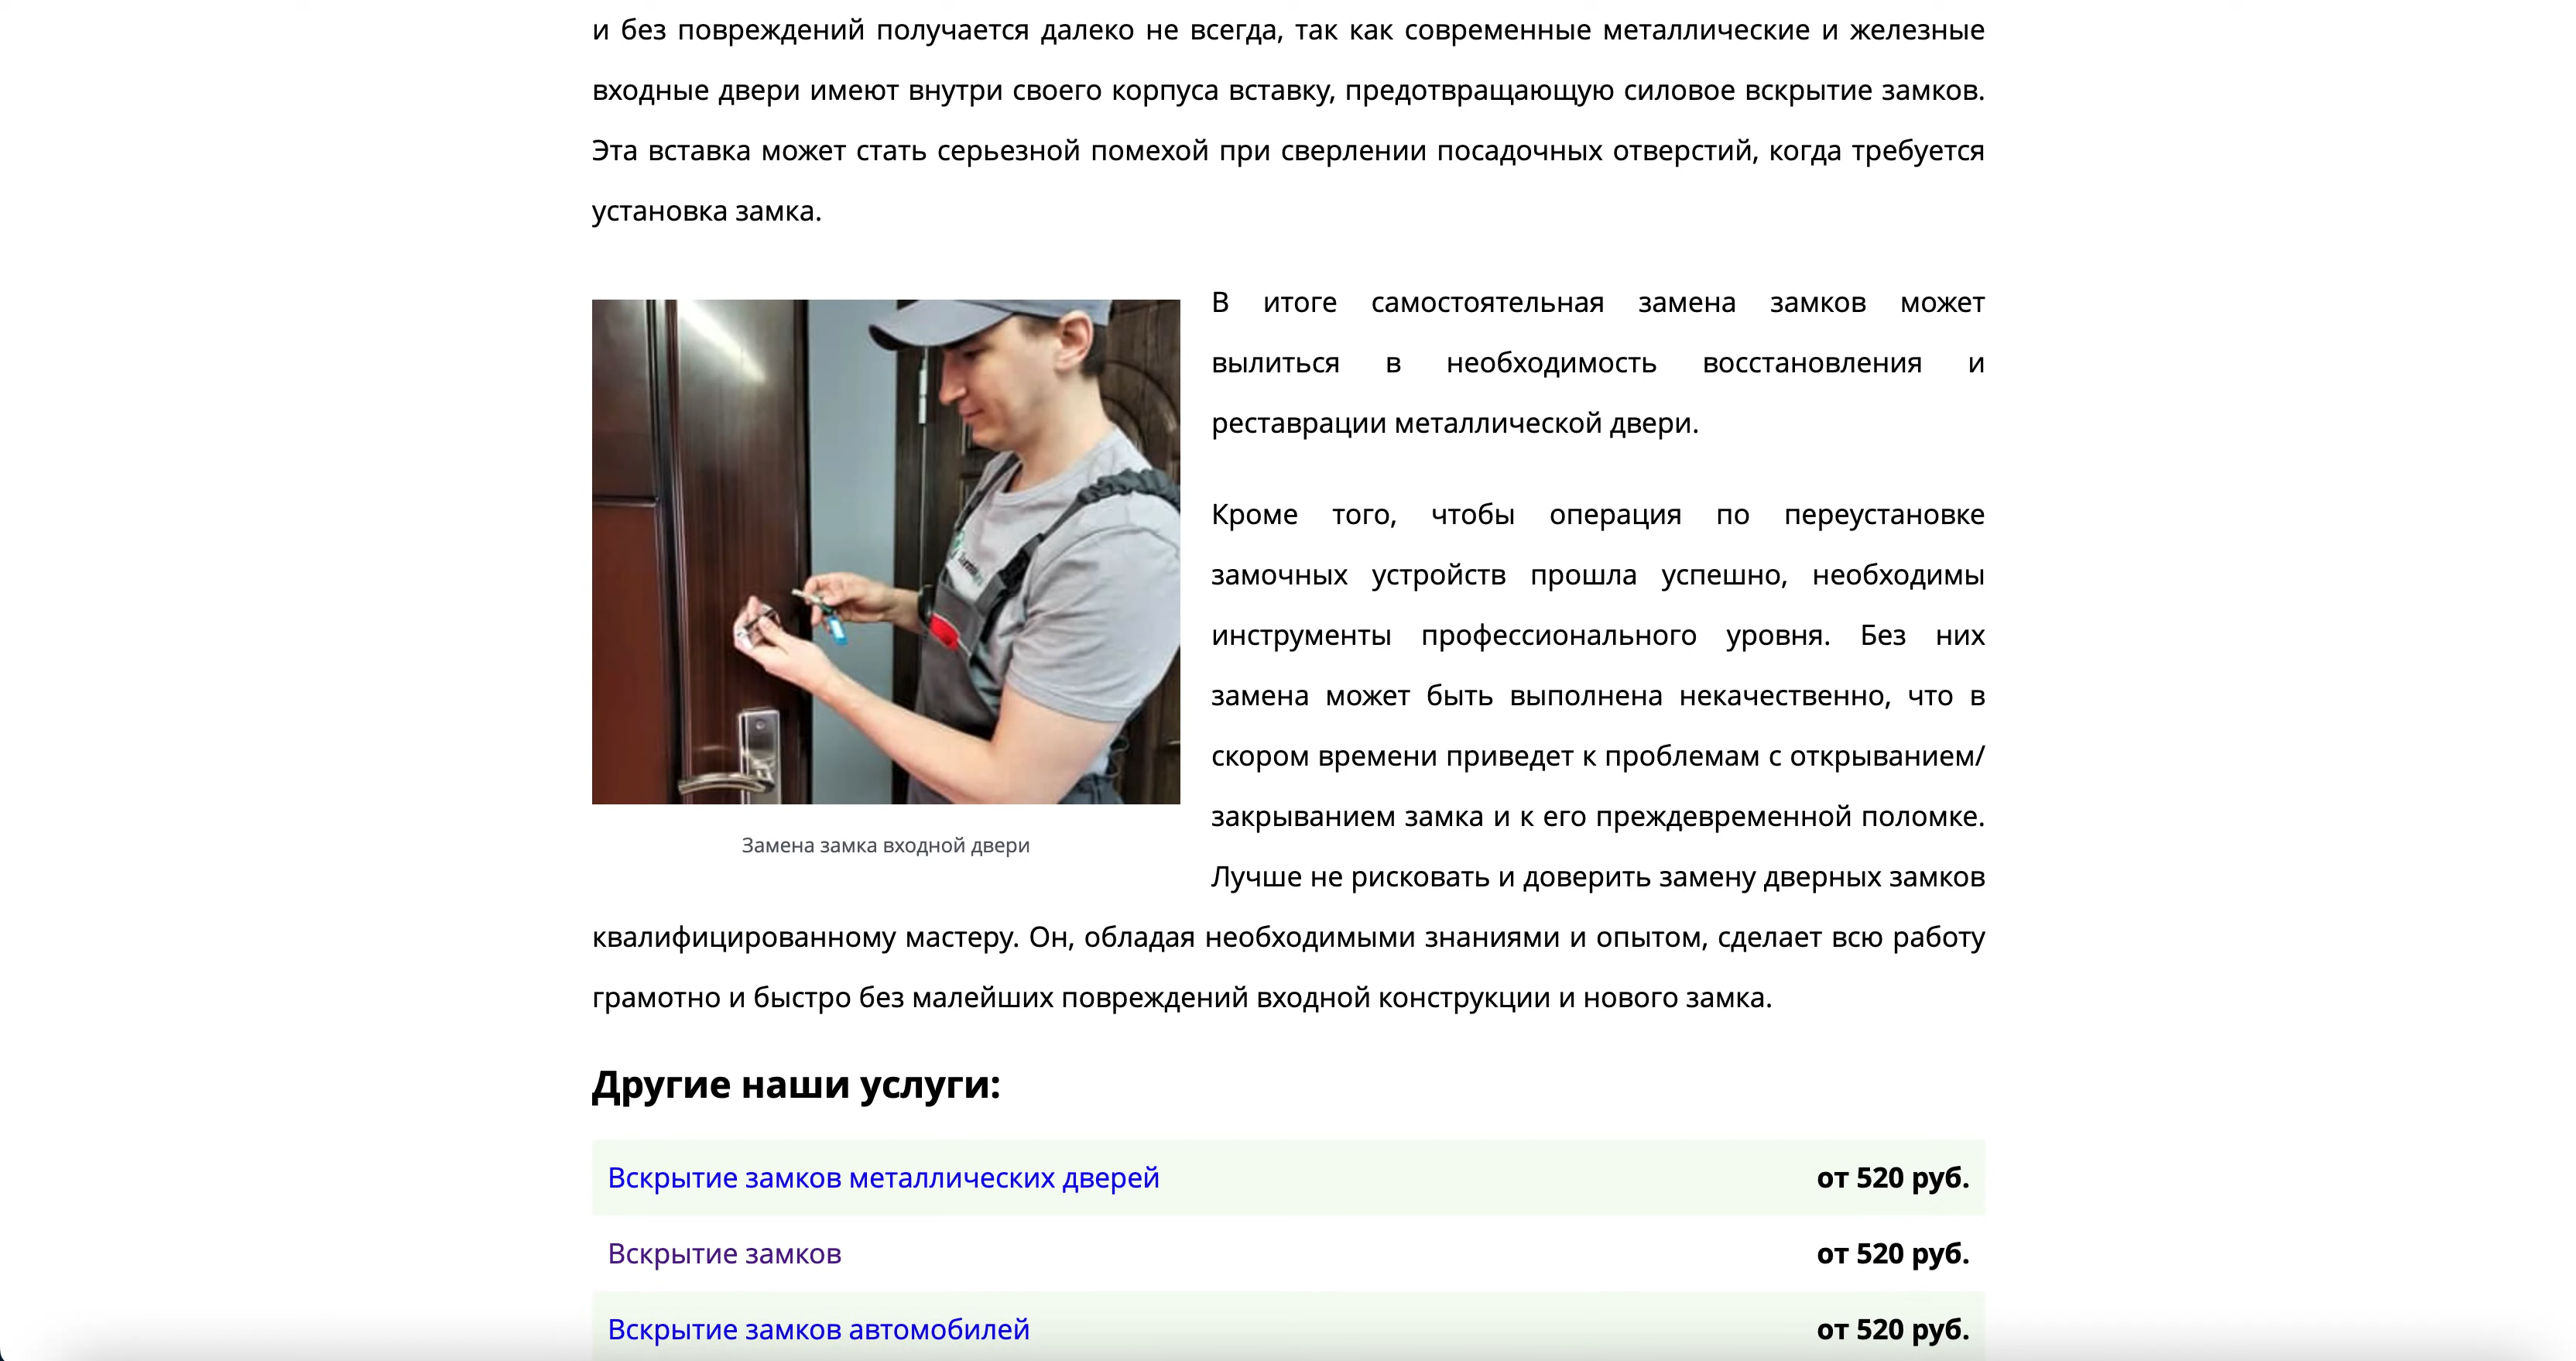 и без повреждений получается далеко не всегда, так как современные металлические и железные
входные двери имеют внутри своего корпуса вставку, предотвращающую силовое вскрытие замков.
Эта вставка может стать серьезной помехой при сверлении посадочных отверстий, когда требуется
установка замка.
В итоге самостоятельная замена замков может
вылиться в необходимость восстановления и
реставрации металлической двери.
Кроме того, чтобы операция по переустановке
замочных устройств прошла успешно, необходимы
инструменты профессионального уровня. Без них
замена может быть выполнена некачественно, что в
скором времени приведет к проблемам с открыванием/
закрыванием замка и к его преждевременной поломке.
Лучше не рисковать и доверить замену дверных замков
квалифицированному мастеру. Он, обладая необходимыми знаниями и опытом, сделает всю работу
грамотно и быстро без малейших повреждений входной конструкции и нового замка.
Замена замка входной двери
Другие наши услуги:
Вскрытие замков металлических дверей от 520 руб.
Вскрытие замков от 520 руб.
Вскрытие замков автомобилей от 520 руб.